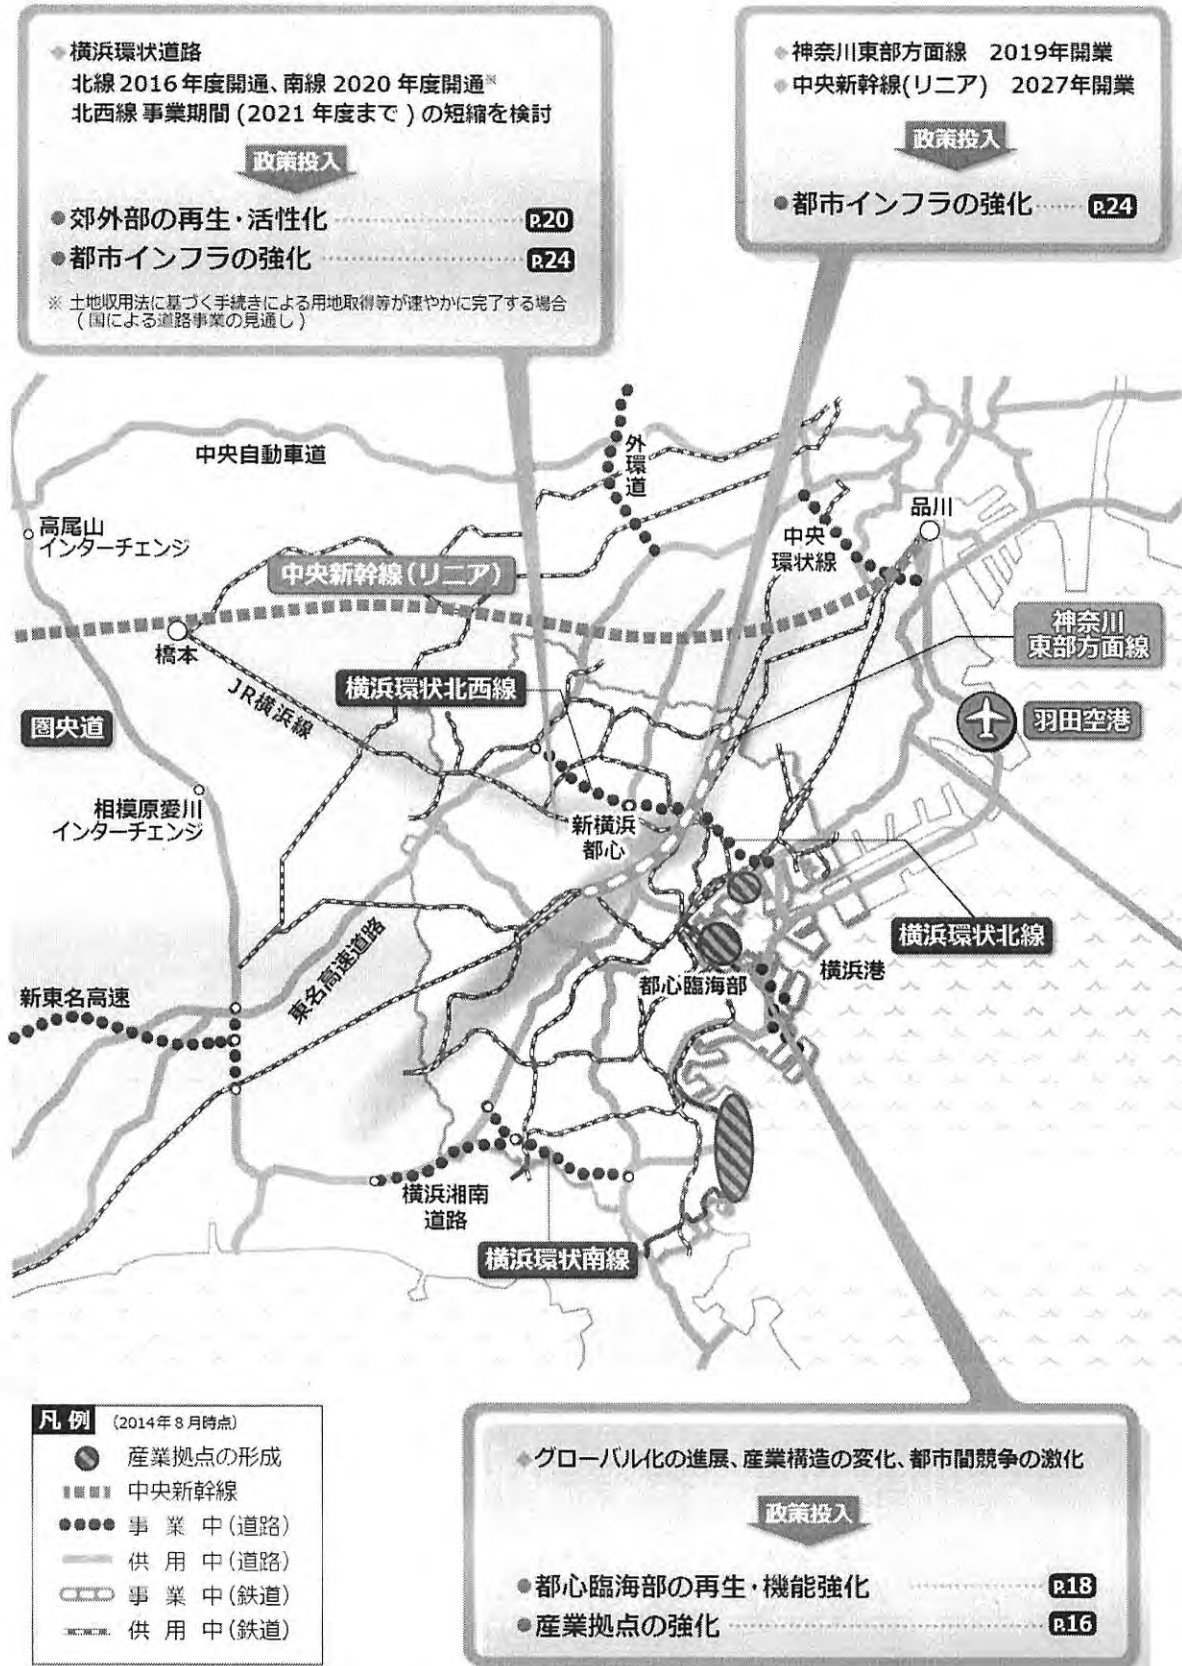 ◆横浜環状道路
北線 2016 年度開通、南線 2020 年度開通※
北西線 事業期間 (2021 年度まで ) の短縮を検討
政策投入
●郊外部の再生・活性化 P.20
●都市インフラの強化 P.24
※ 土地収用法に基づく手続きによる用地取得等が速やかに完了する場合
( 国による道路事業の見通し )
◆神奈川東部方面線 2019年開業
◆中央新幹線(リニア) 2027年開業
政策投入
●都市インフラの強化 P.24
中央自動車道
外環道
高尾山
インターチェンジ
品川
中央
環状線
中央新幹線(リニア)
神奈川
東部方面線
橋本
JR横浜線
横浜環状北西線
圏央道
羽田空港
相模原愛川
インターチェンジ
新横浜
都心
横浜環状北線
東名高速道路
都心臨海部
横浜港
新東名高速
横浜湘南
道路
横浜環状南線
凡例 (2014年8月時点)
産業拠点の形成
中央新幹線
事業中(道路)
供用中(道路)
事業中(鉄道)
供用中(鉄道)
◆グローバル化の進展、産業構造の変化、都市間競争の激化
政策投入
●都心臨海部の再生・機能強化 P.18
●産業拠点の強化 P.16